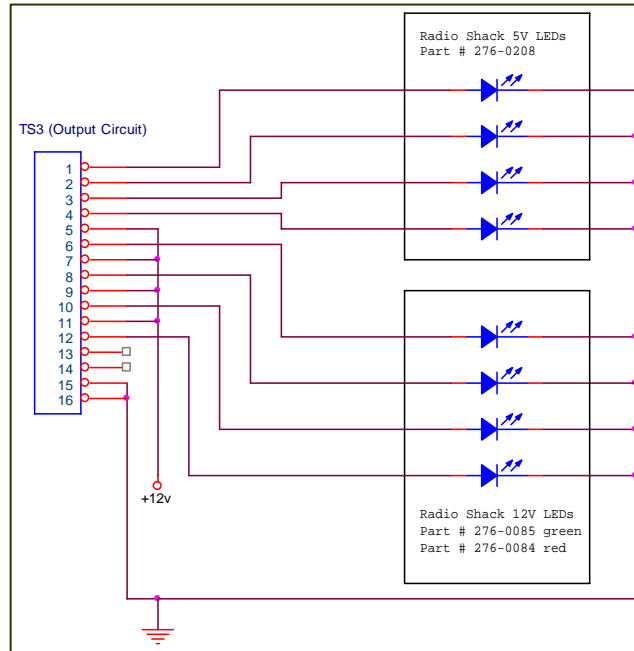 Radio Shack 5V LEDs
Part # 276-0208
TS3 (Output Circuit)
1
2
3
4
5
6
7
8
9
10
11
12
13
14
15
16
+12v
Radio Shack 12V LEDs
Part # 276-0085 green
Part # 276-0084 red